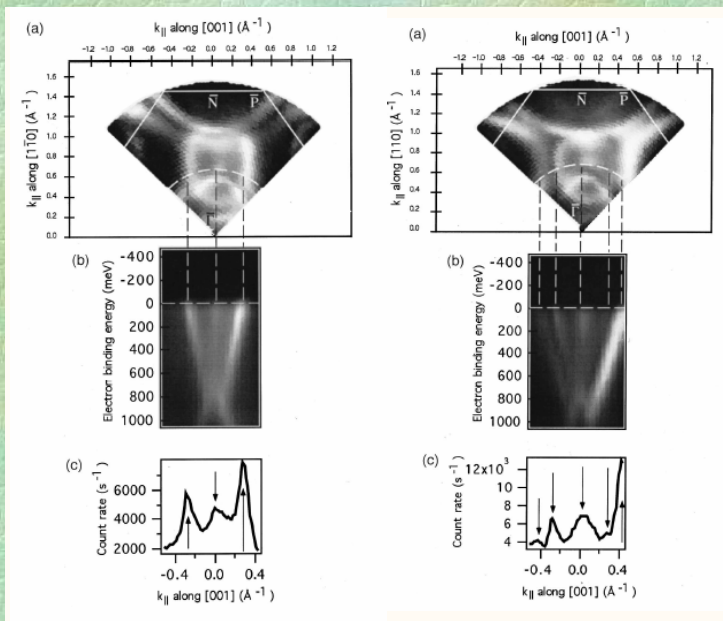 (a)
k|| along [001] (Å⁻¹)
-1.2 -1.0 -0.8 -0.6 -0.4 -0.2 0.0 0.2 0.4 0.6 0.8 1.0 1.2
k|| along [11̄0] (Å⁻¹)
1.6
1.4
1.2
1.0
0.8
0.6
0.4
0.2
0.0
N̄ P̄
Γ̄
(b)
Electron binding energy (meV)
-400
-200
0
200
400
600
800
1000
(c)
Count rate (s⁻¹)
6000
4000
2000
-0.4 0.0 0.4
k|| along [001] (Å⁻¹)
(a)
k|| along [001] (Å⁻¹)
-1.2 -1.0 -0.8 -0.6 -0.4 -0.2 0.0 0.2 0.4 0.6 0.8 1.0 1.2
k|| along [110] (Å⁻¹)
1.6
1.4
1.2
1.0
0.8
0.6
0.4
0.2
0.0
N̄ P̄
Γ̄
(b)
Electron binding energy (meV)
-400
-200
0
200
400
600
800
1000
(c)
Count rate (s⁻¹)
12x10³
10
8
6
4
-0.4 0.0 0.4
k|| along [001] (Å⁻¹)